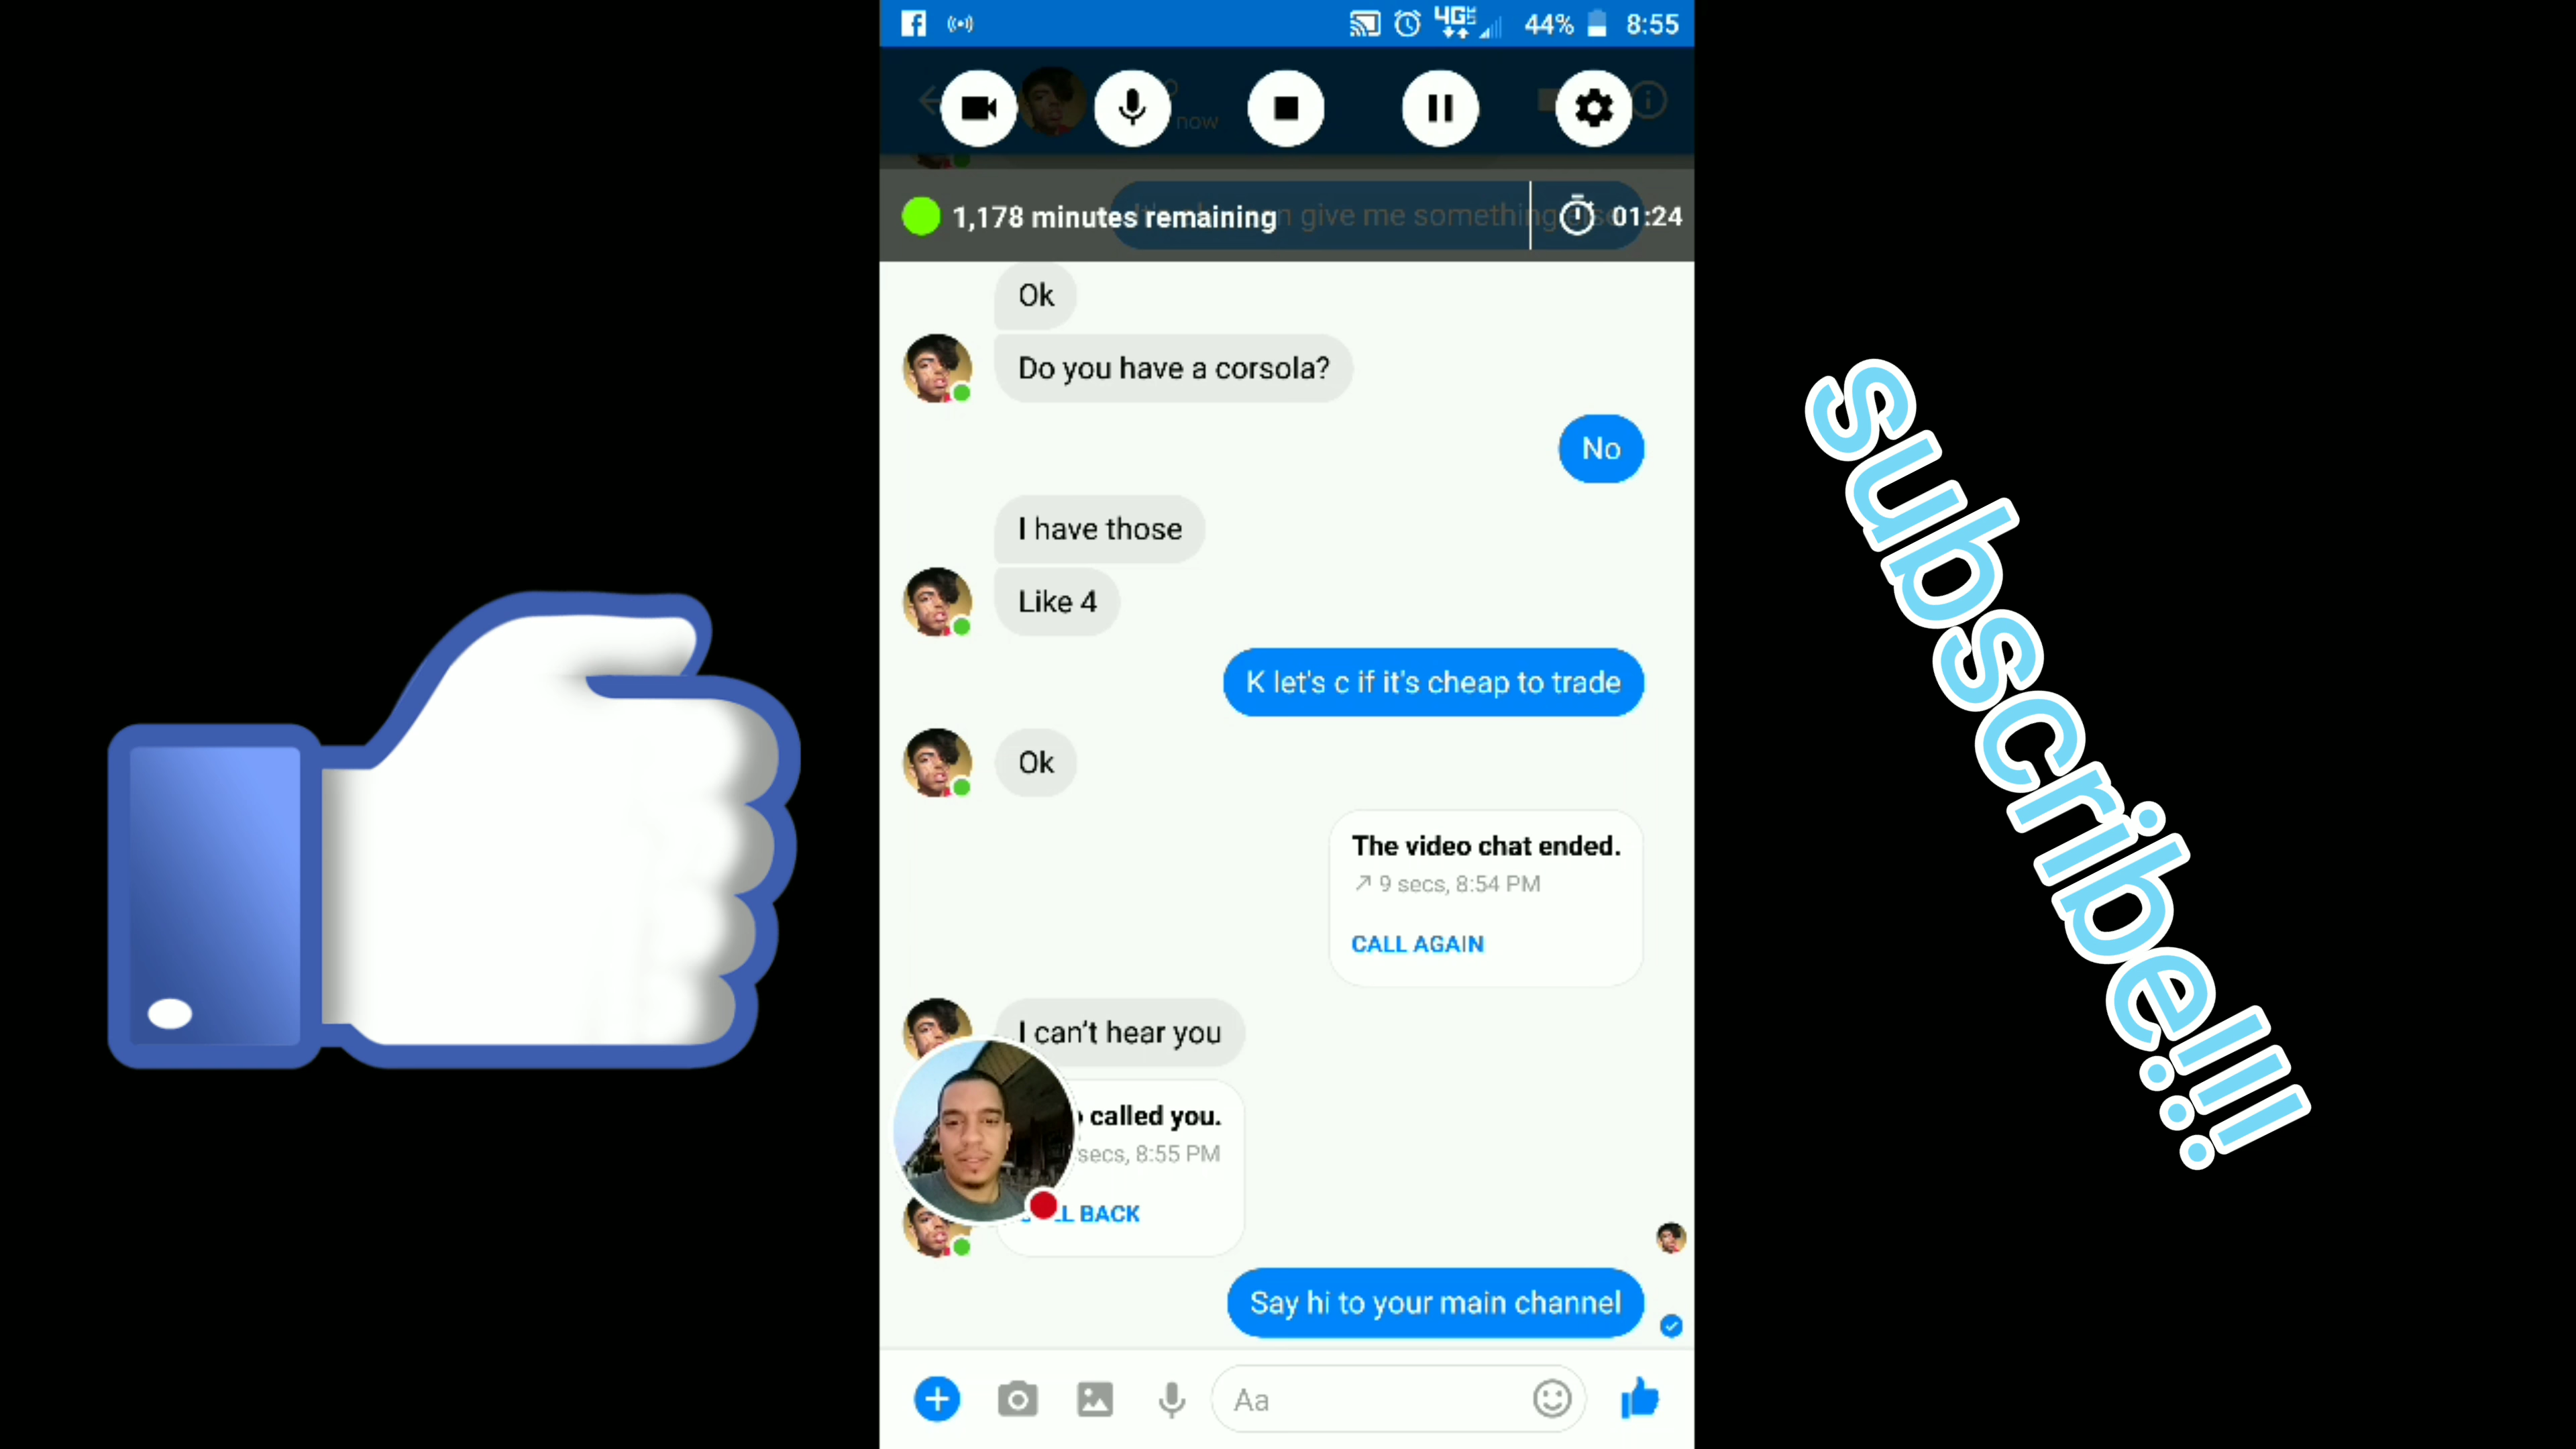 4G LTE 44% 8:55
now
1,178 minutes remaining
give me something
01:24
Ok
Do you have a corsola?
No
I have those
Like 4
K let's c if it's cheap to trade
Ok
The video chat ended.
↗ 9 secs, 8:54 PM
CALL AGAIN
I can't hear you
called you.
secs, 8:55 PM
BACK
Say hi to your main channel
Aa
subscribe!!!